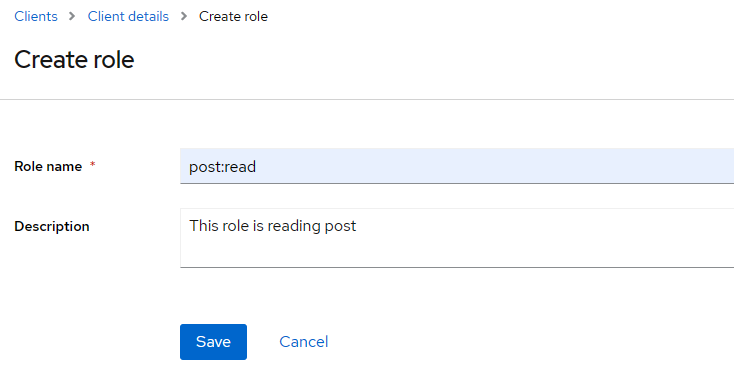 Clients > Client details > Create role
Create role
Role name *
post:read
Description
This role is reading post
Save Cancel